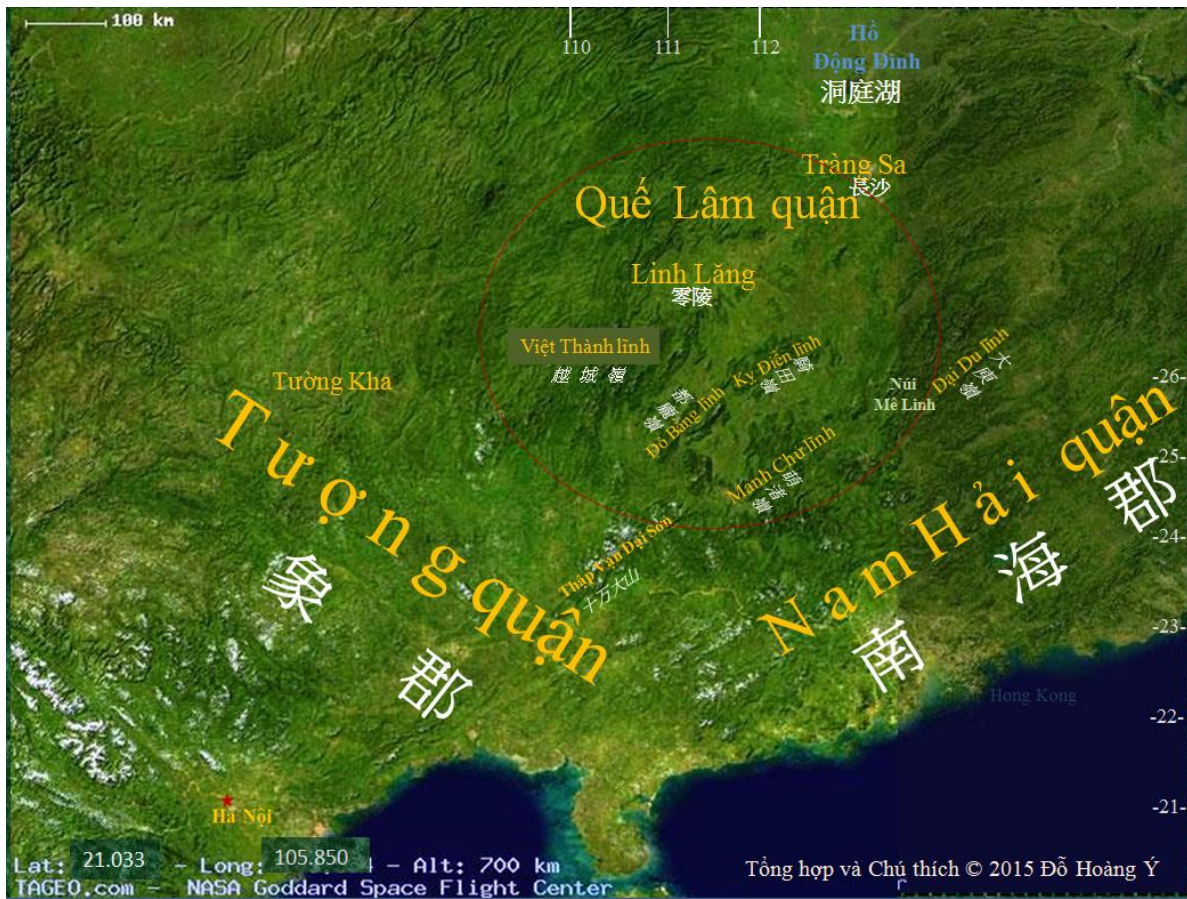 100 km
110
111
112
Hồ
Động Đình
洞庭湖
Tràng Sa
長沙
Quế Lâm quận
Linh Lăng
零陵
Việt Thành lĩnh
越城嶺
Tường Kha
Kỵ Điền lĩnh
騎田嶺
Đại Du lĩnh
大庾嶺
-26-
Núi
Mê Linh
Đô Bàng lĩnh
都龐嶺
Manh Chử lĩnh
萌渚嶺
-25-
Tượng quận
象郡
Nam Hải quận
南海郡
-24-
Thập Vạn Đại Sơn
十万大山
-23-
Hong Kong
-22-
Hà Nội
-21-
Lat: 21.033 - Long: 105.850 4 - Alt: 700 km
TAGEO.com - NASA Goddard Space Flight Center
Tổng hợp và Chú thích © 2015 Đỗ Hoàng Ý